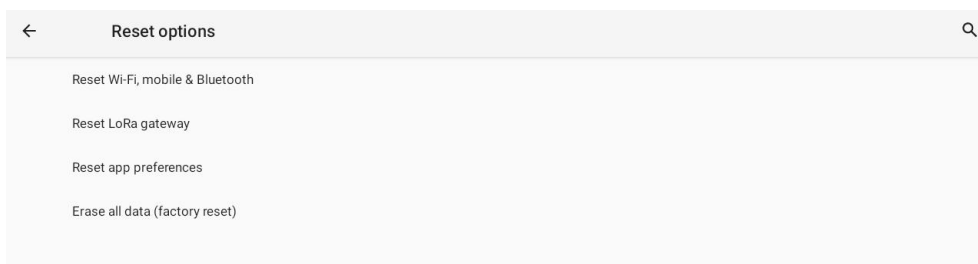 Reset options
Reset Wi-Fi, mobile & Bluetooth
Reset LoRa gateway
Reset app preferences
Erase all data (factory reset)